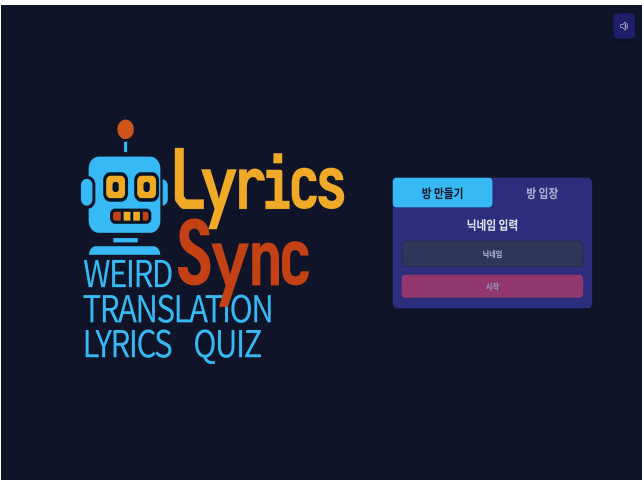 Lyrics
Sync
WEIRD
TRANSLATION
LYRICS QUIZ
방 만들기
방 입장
닉네임 입력
닉네임
시작